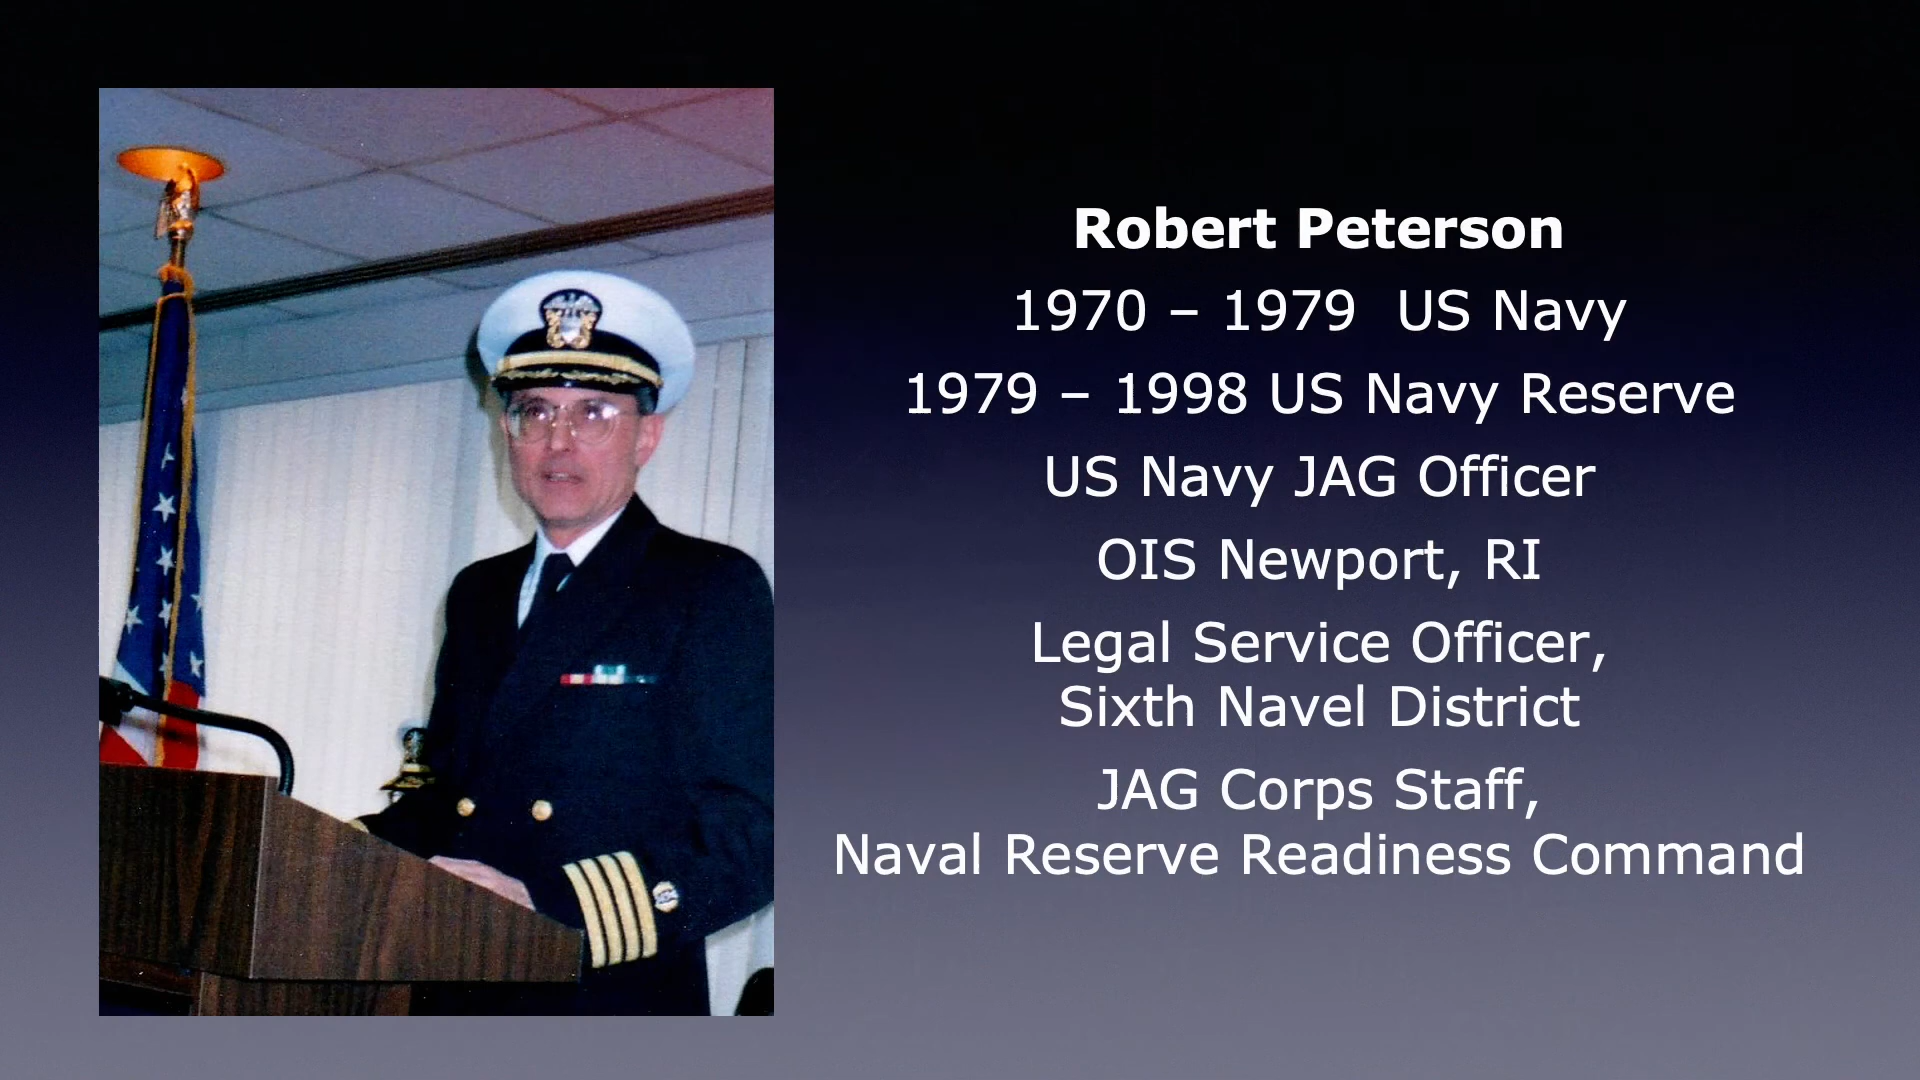 Robert Peterson
1970 – 1979  US Navy
1979 – 1998 US Navy Reserve
US Navy JAG Officer
OIS Newport, RI
Legal Service Officer,
Sixth Navel District
JAG Corps Staff,
Naval Reserve Readiness Command